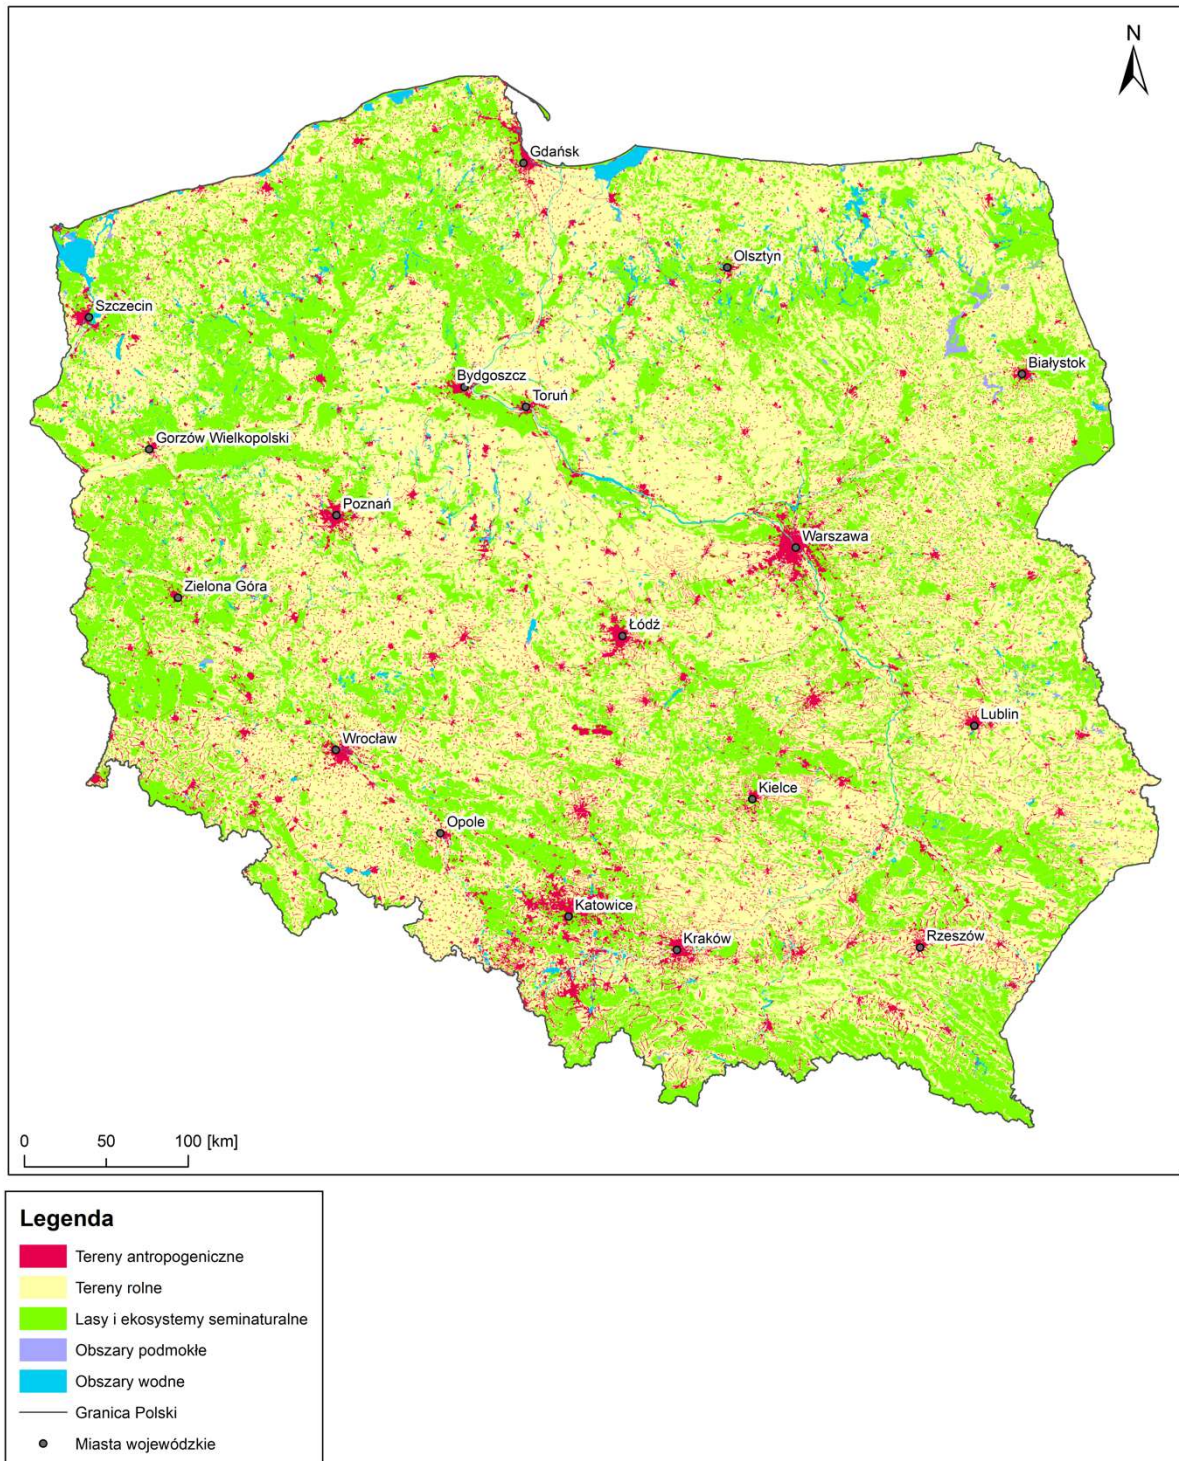 N
Gdańsk
Olsztyn
Szczecin
Białystok
Bydgoszcz
Toruń
Gorzów Wielkopolski
Poznań
Warszawa
Zielona Góra
Łódź
Lublin
Wrocław
Kielce
Opole
Katowice
Kraków
Rzeszów
0 50 100 [km]
Legenda
Tereny antropogeniczne
Tereny rolne
Lasy i ekosystemy seminaturalne
Obszary podmokłe
Obszary wodne
Granica Polski
Miasta wojewódzkie